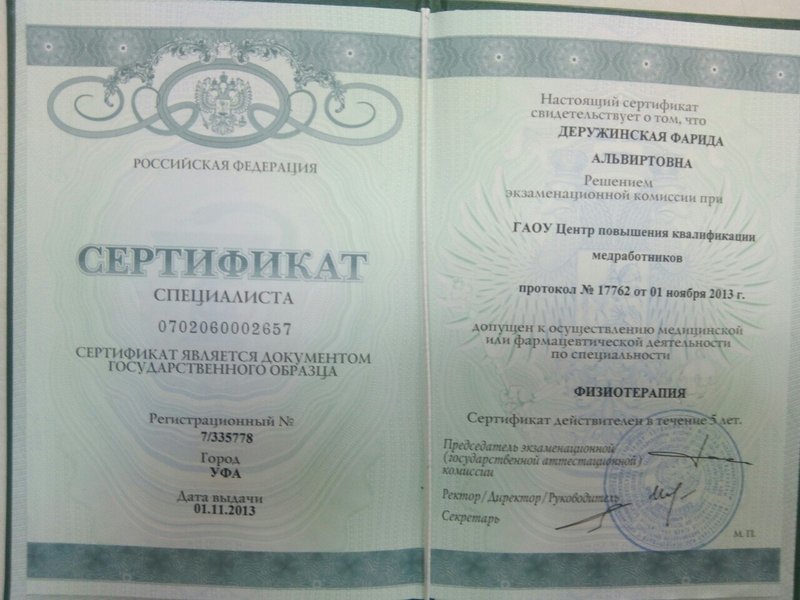 РОССИЙСКАЯ ФЕДЕРАЦИЯ
СЕРТИФИКАТ
СПЕЦИАЛИСТА
0702060002657
СЕРТИФИКАТ ЯВЛЯЕТСЯ ДОКУМЕНТОМ
ГОСУДАРСТВЕННОГО ОБРАЗЦА
Регистрационный №
7/335778
Город
УФА
Дата выдачи
01.11.2013
Настоящий сертификат
свидетельствует о том, что
ДЕРУЖИНСКАЯ ФАРИДА
АЛЬВИРТОВНА
Решением
экзаменационной комиссии при
ГАОУ Центр повышения квалификации
медработников
протокол № 17762 от 01 ноября 2013 г.
допущен к осуществлению медицинской
или фармацевтической деятельности
по специальности
ФИЗИОТЕРАПИЯ
Сертификат действителен в течение 5 лет.
Председатель экзаменационной
(государственной аттестационной)
комиссии
Ректор/Директор/Руководитель
Секретарь
М. П.